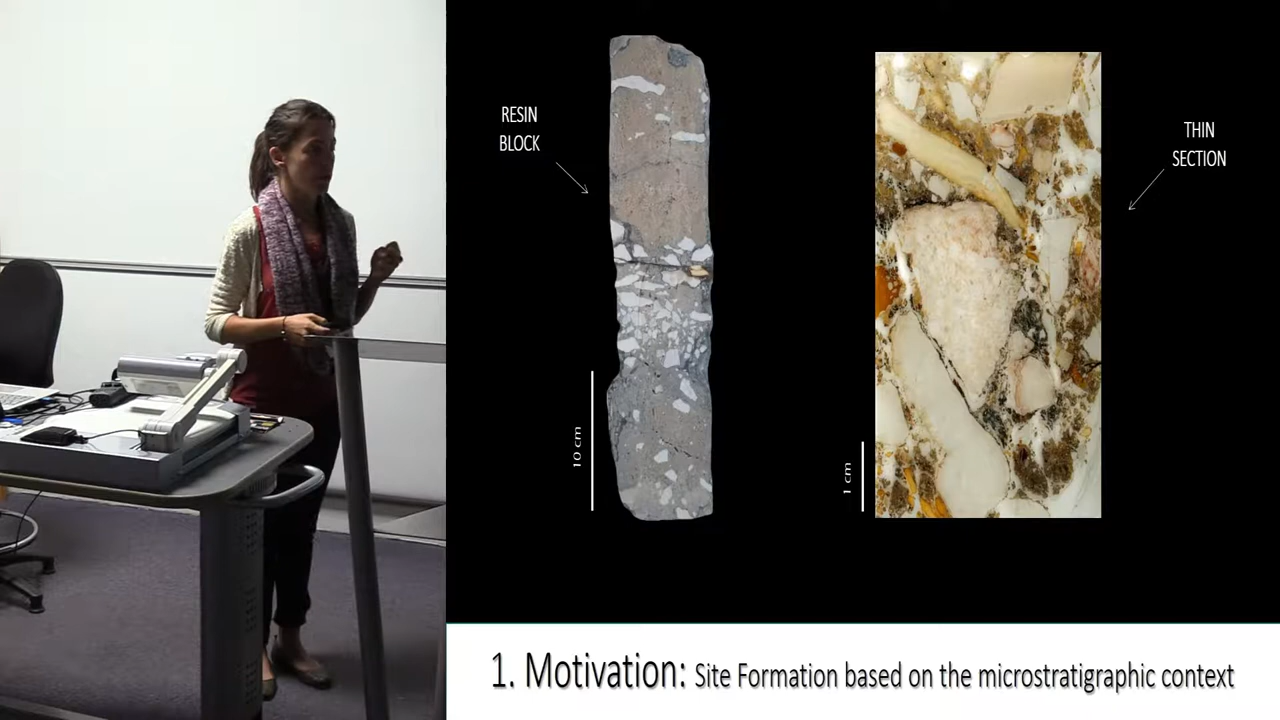 RESIN
BLOCK
THIN
SECTION
10 cm
1 cm
1. Motivation: Site Formation based on the microstratigraphic context